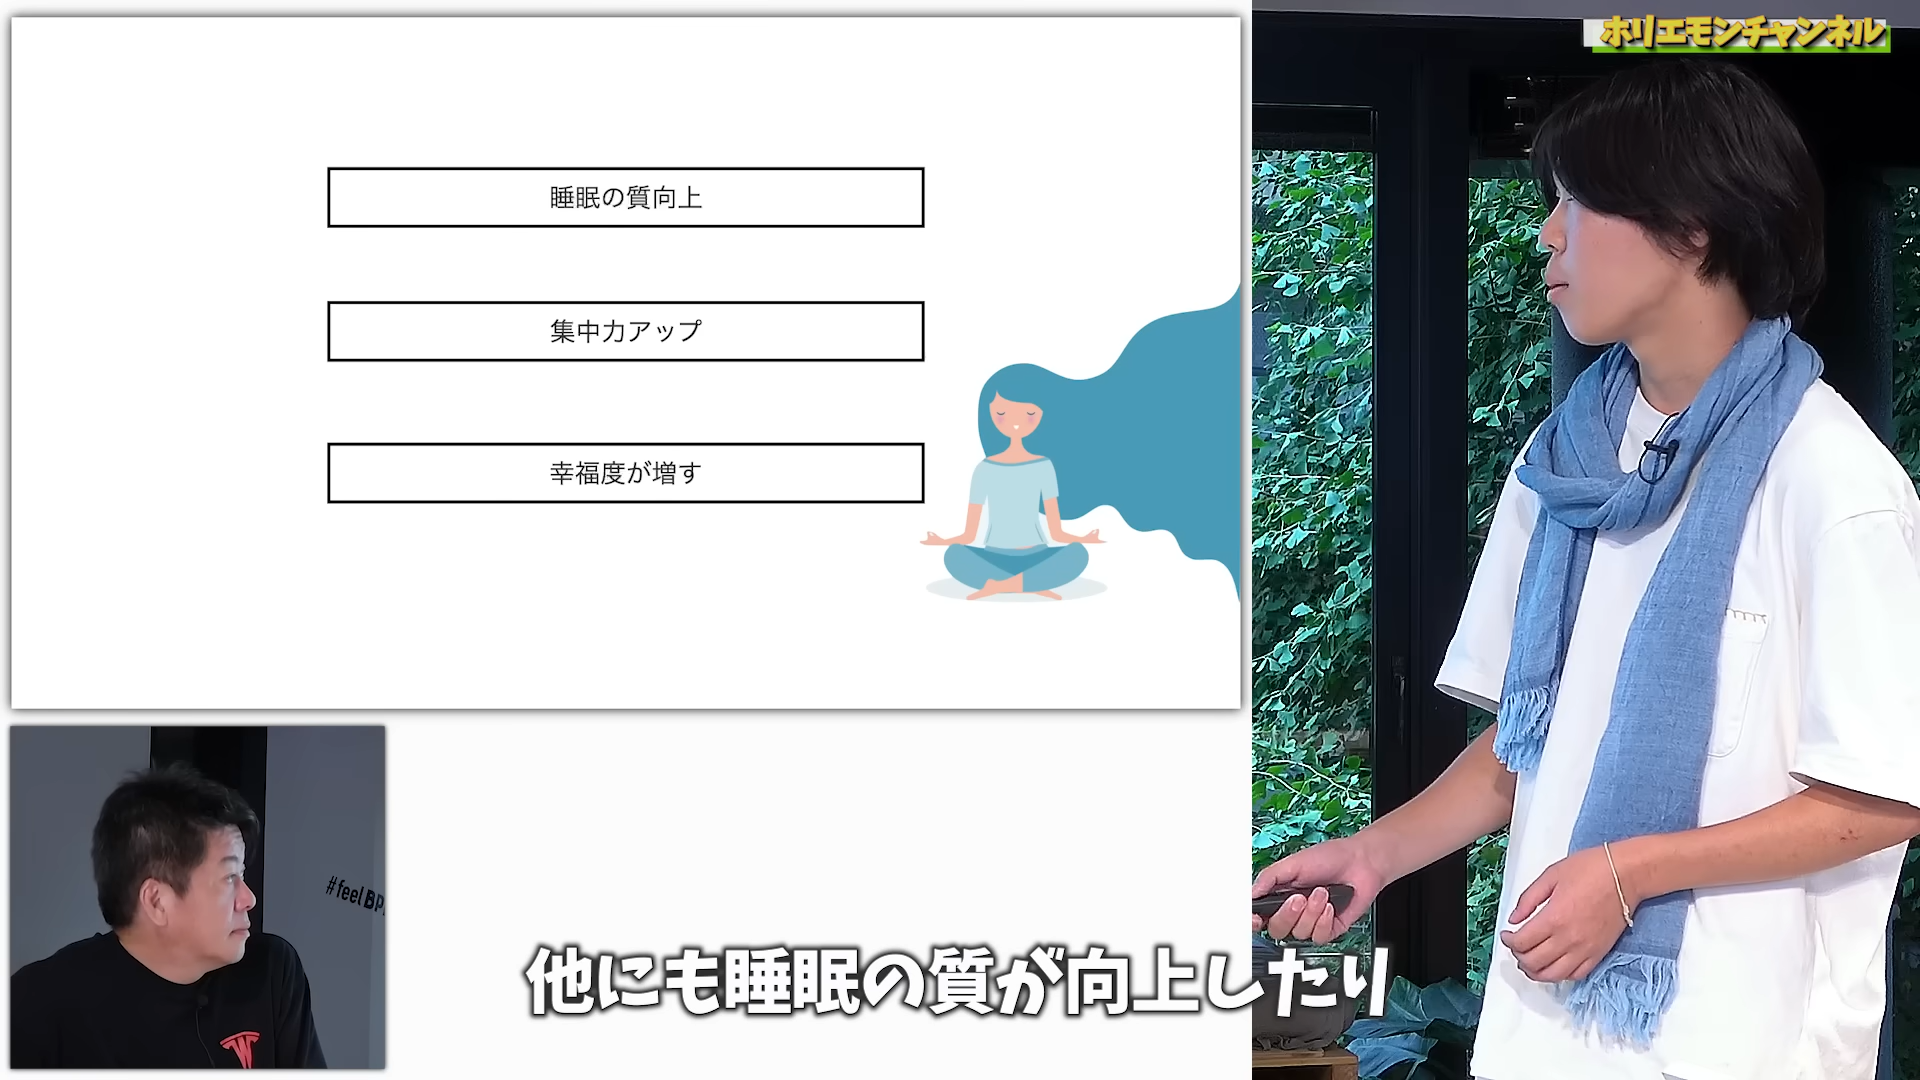 ホリエモンチャンネル
睡眠の質向上
集中力アップ
幸福度が増す
#feelBP
他にも睡眠の質が向上したり